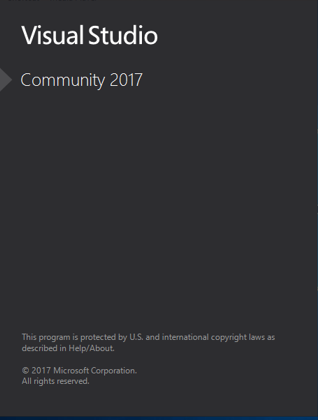 Visual Studio
Community 2017
This program is protected by U.S. and international copyright laws as
described in Help/About.
© 2017 Microsoft Corporation.
All rights reserved.